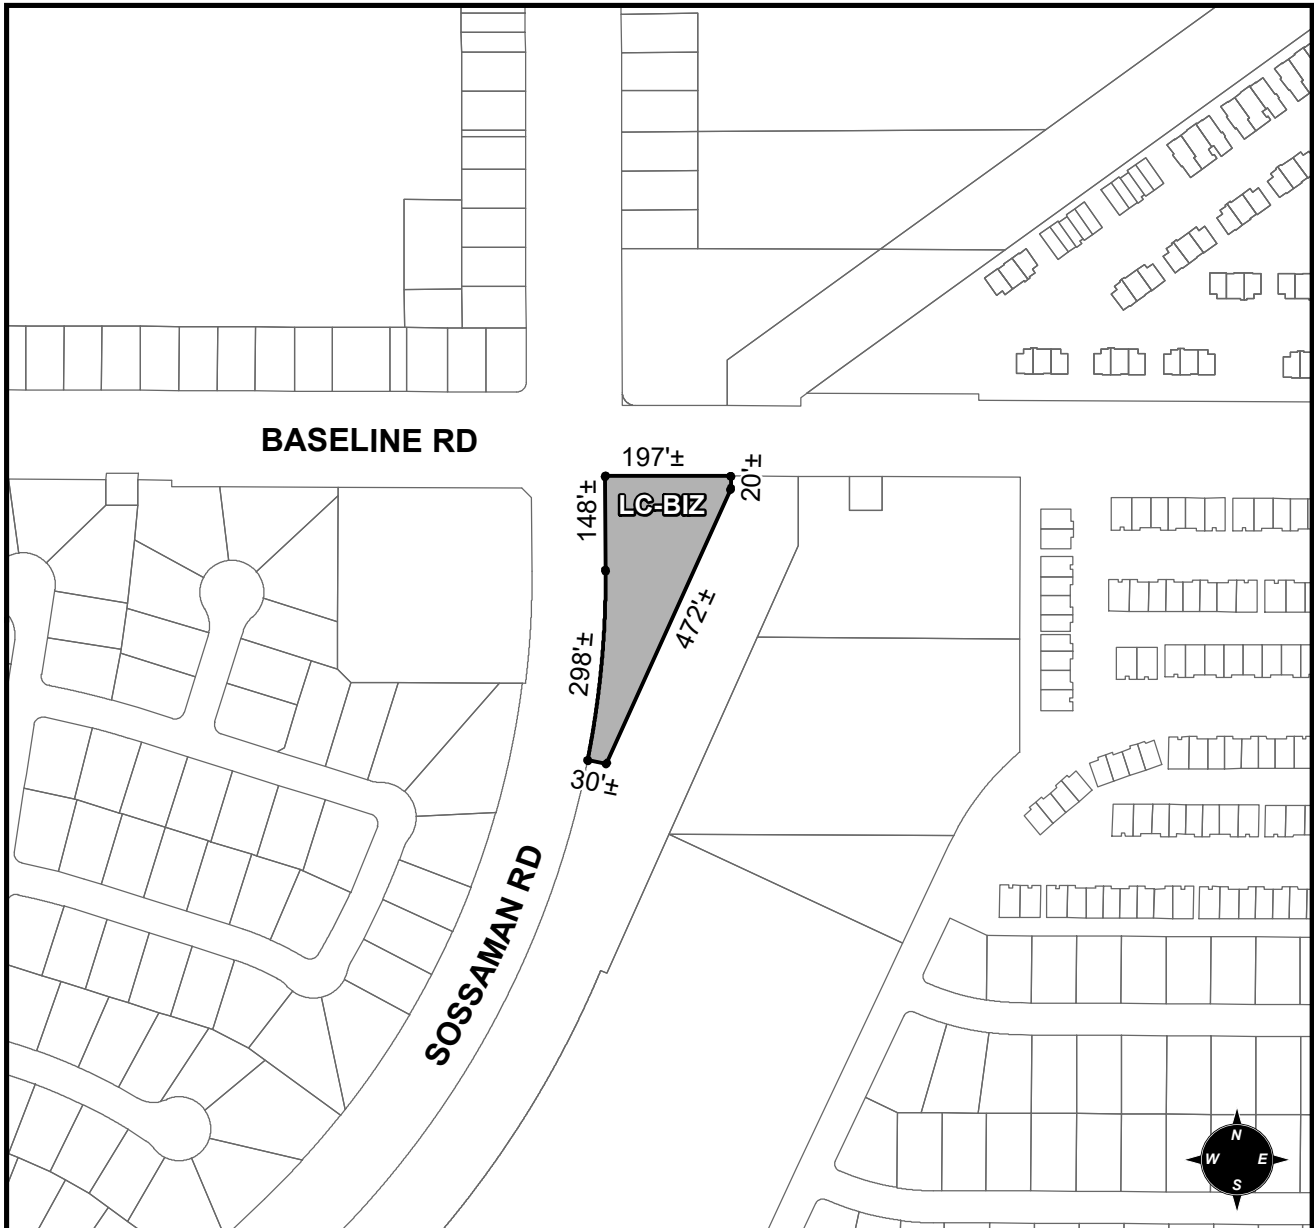 BASELINE RD
197'±
20'±
148'±
LC-BIZ
472'±
298'±
30'±
SOSSAMAN RD
N
W E
S